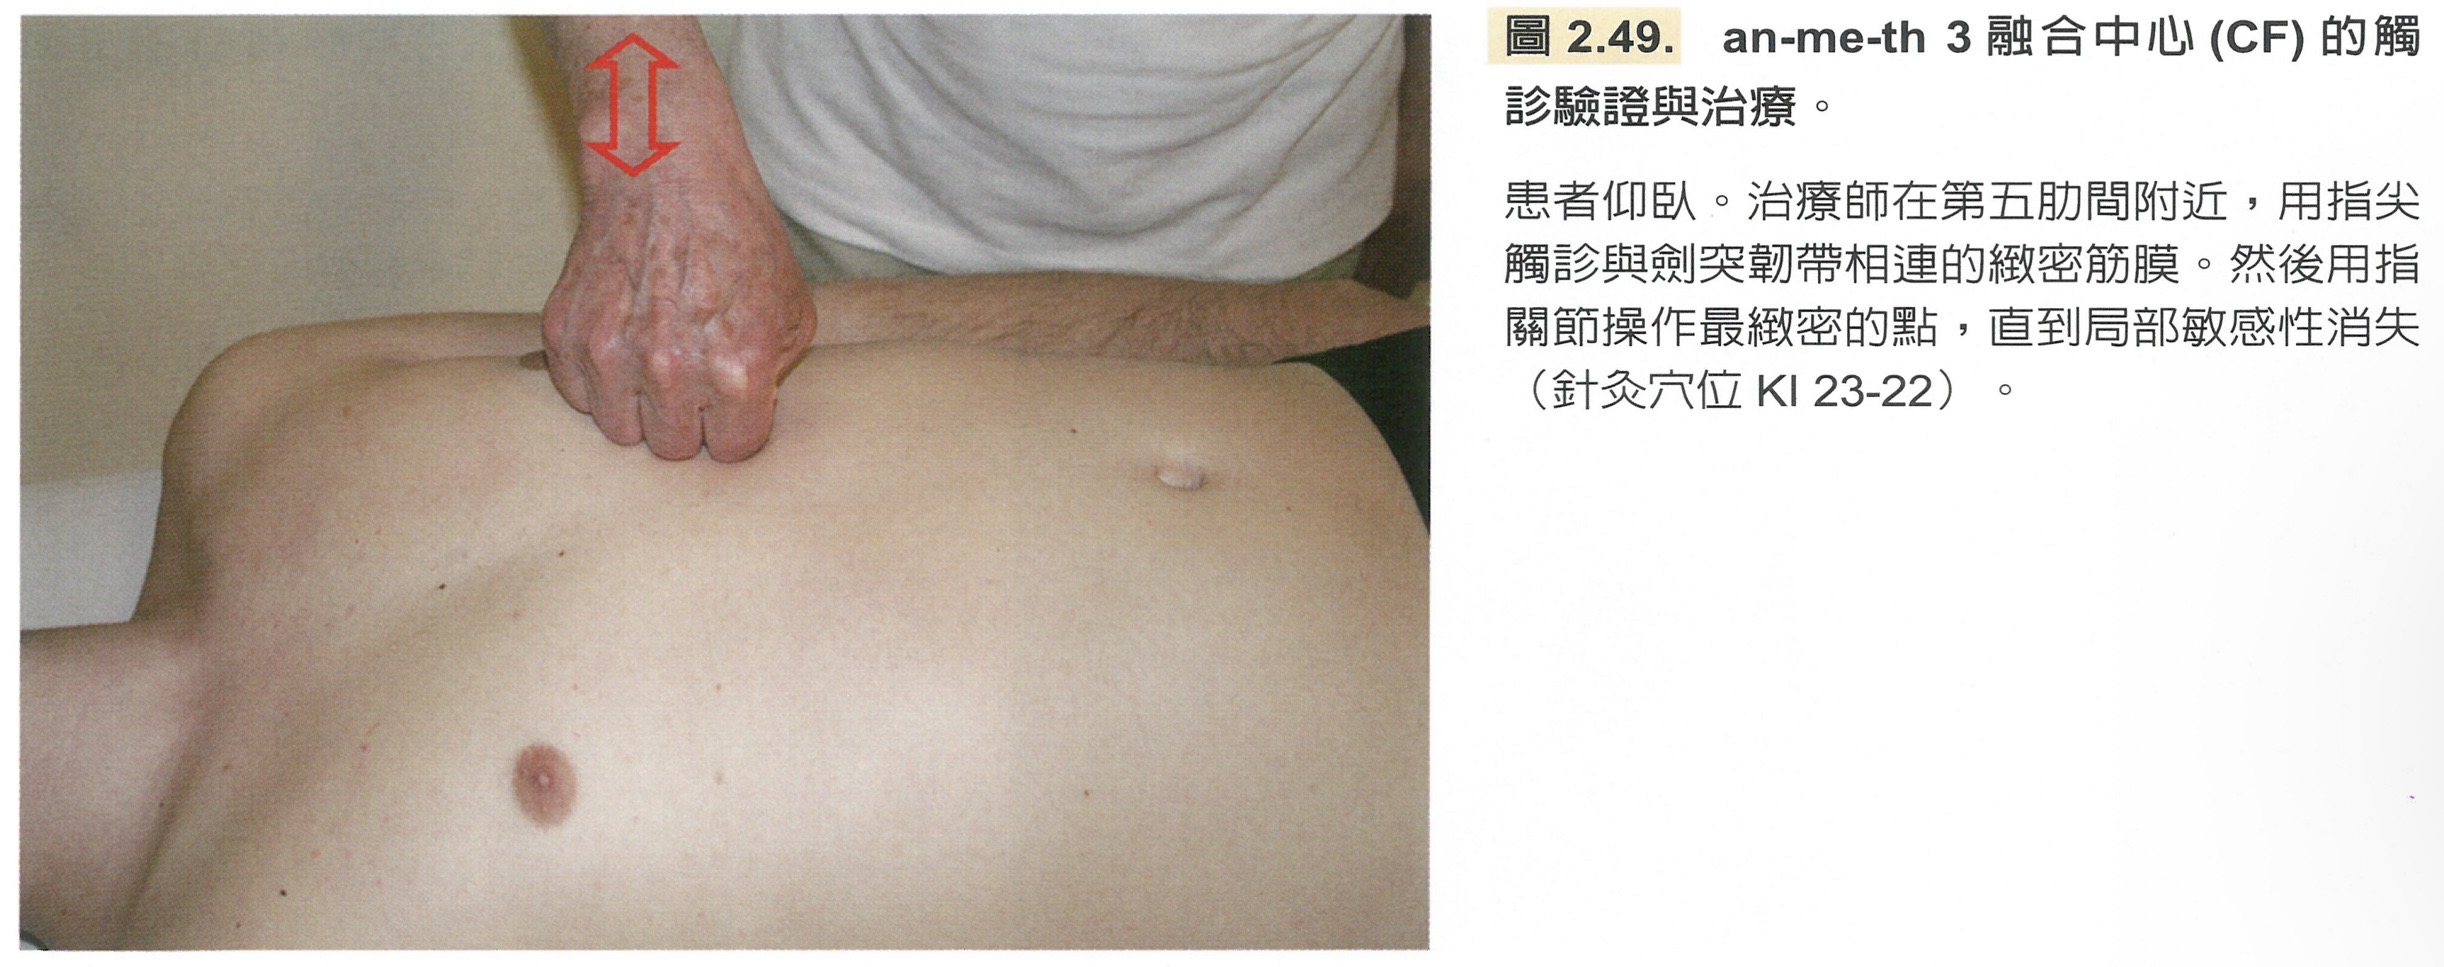 圖 2.49. an-me-th 3 融合中心 (CF) 的觸
診驗證與治療。
患者仰臥。治療師在第五肋間附近，用指尖
觸診與劍突韌帶相連的緻密筋膜。然後用指
關節操作最緻密的點，直到局部敏感性消失
（針灸穴位 KI 23-22）。